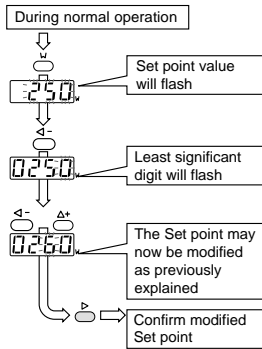 During normal operation
W
250.
W
Set point value
will flash
◁ -
0250.
W
Least significant
digit will flash
◁ -
△+
0260
W
The Set point may
now be modified
as previously
explained
▷
Confirm modified
Set point